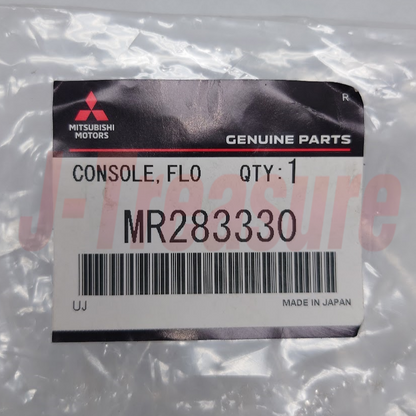 R
MITSUBISHI
MOTORS
GENUINE PARTS
CONSOLE, FLO QTY:1
MR283330
UJ
MADE IN JAPAN
J-Treasure